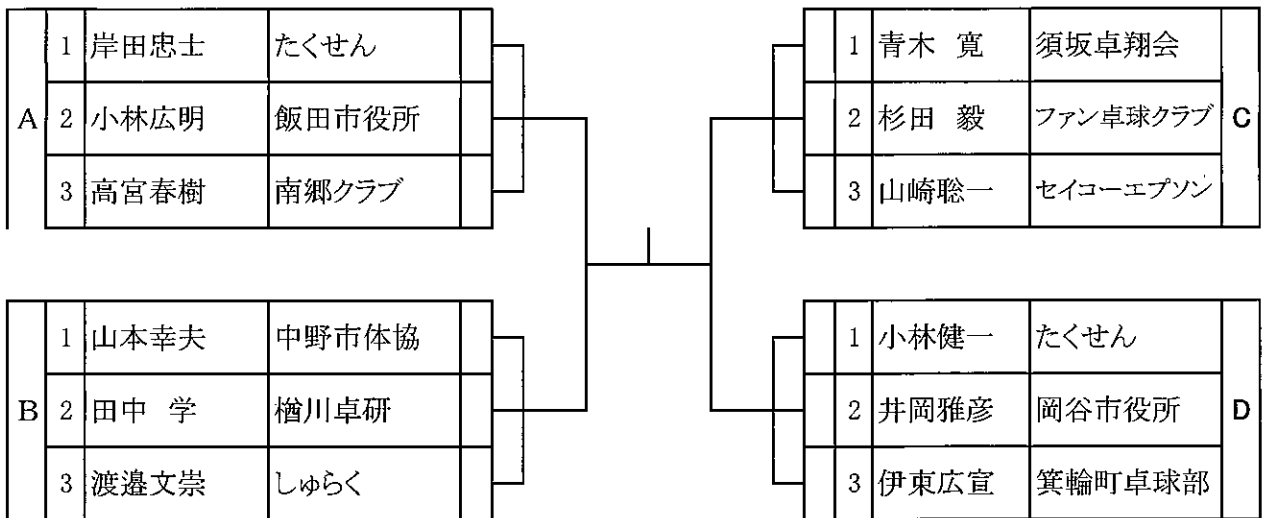 A
1 岸田忠士 たくせん
2 小林広明 飯田市役所
3 高宮春樹 南郷クラブ
B
1 山本幸夫 中野市体協
2 田中 学 楢川卓研
3 渡邉文崇 しゅらく
C
1 青木 寛 須坂卓翔会
2 杉田 毅 ファン卓球クラブ
3 山崎聡一 セイコーエプソン
D
1 小林健一 たくせん
2 井岡雅彦 岡谷市役所
3 伊東広宣 箕輪町卓球部